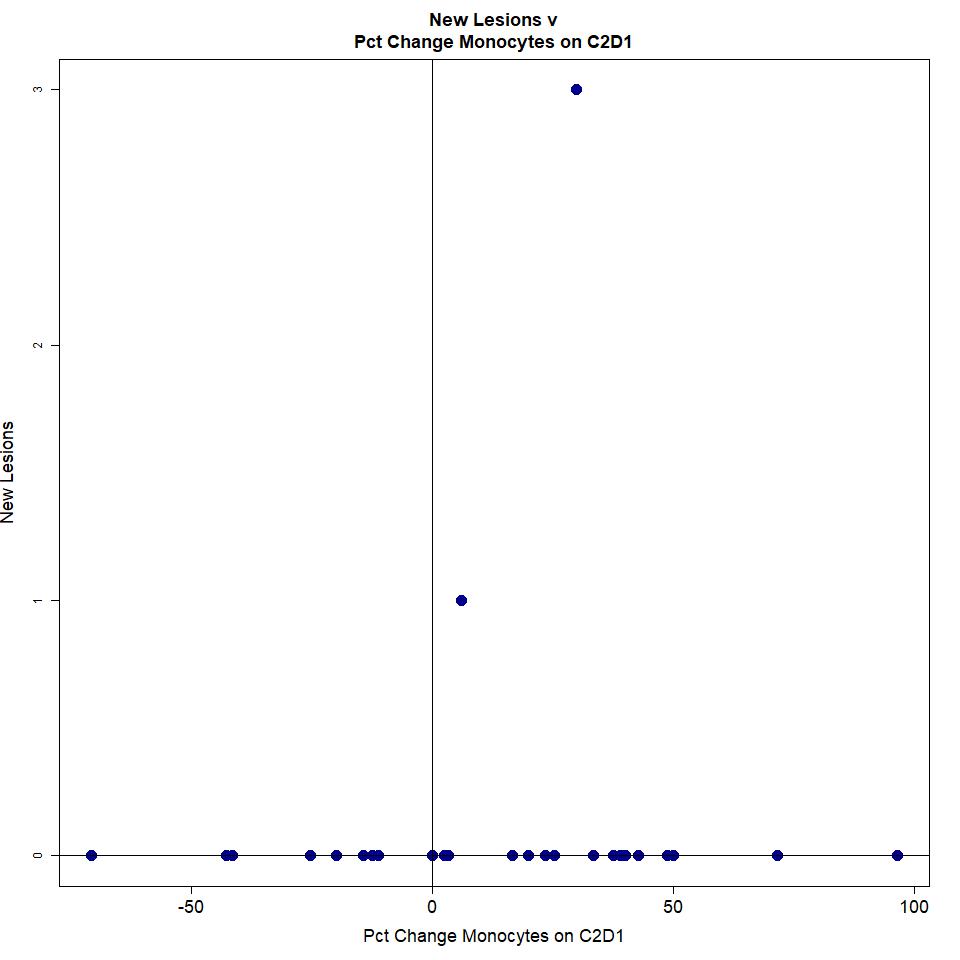 New Lesions v
Pct Change Monocytes on C2D1
3
2
1
0
New Lesions
-50
0
50
100
Pct Change Monocytes on C2D1